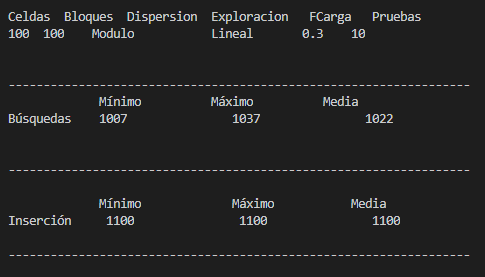 Celdas Bloques Dispersion Exploracion FCarga Pruebas
100 100 Modulo Lineal 0.3 10
------------------------------------------------------------------
Mínimo Máximo Media
Búsquedas 1007 1037 1022
------------------------------------------------------------------
Mínimo Máximo Media
Inserción 1100 1100 1100
------------------------------------------------------------------